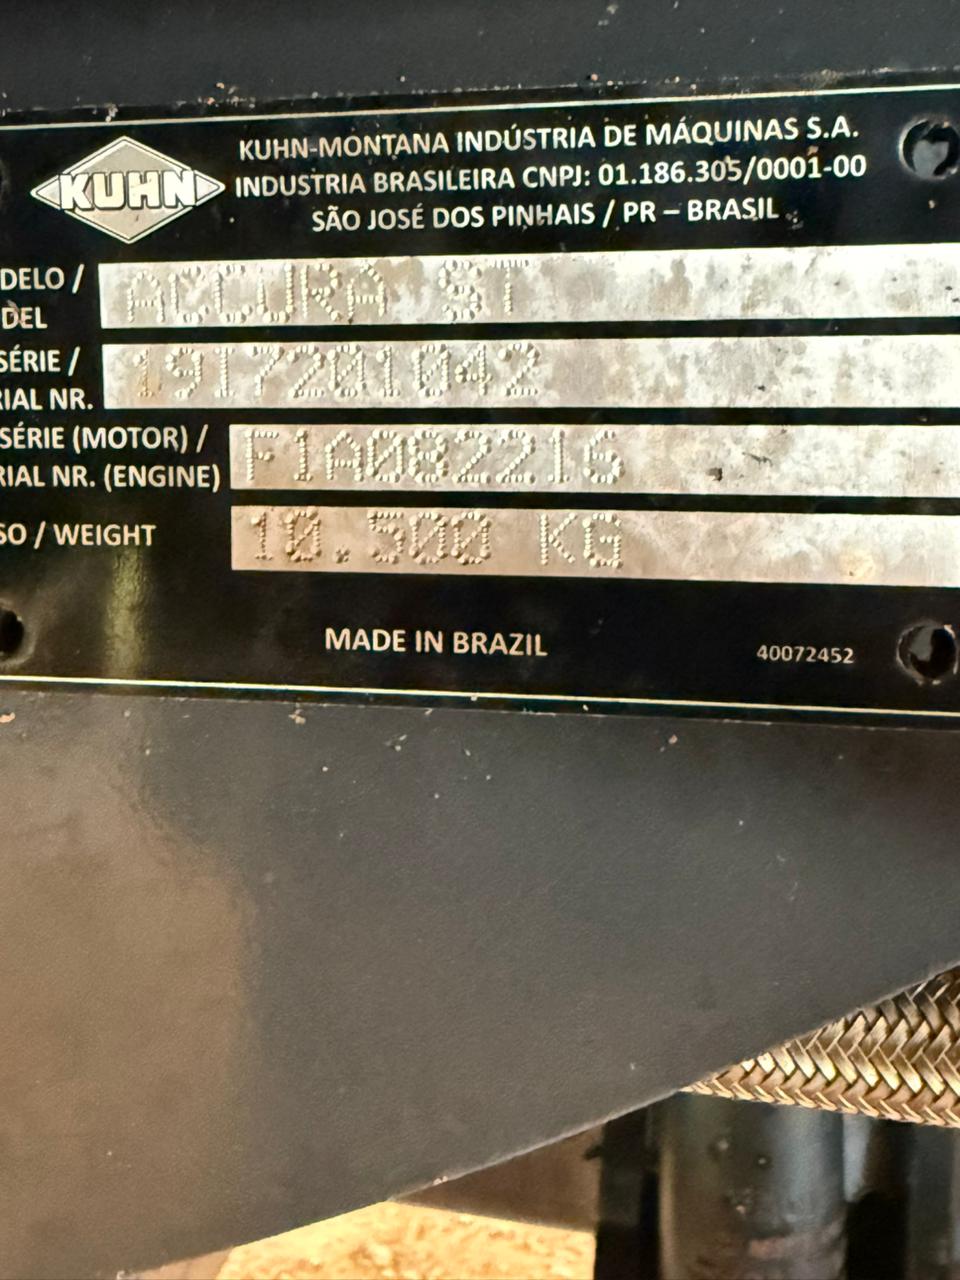 KUHN
KUHN-MONTANA INDÚSTRIA DE MÁQUINAS S.A.
INDUSTRIA BRASILEIRA CNPJ: 01.186.305/0001-00
SÃO JOSÉ DOS PINHAIS / PR – BRASIL
DELO / ACCURA ST
DEL
SÉRIE / 19I7201042
RIAL NR.
SÉRIE (MOTOR) / F1A082216
RIAL NR. (ENGINE)
SO / WEIGHT 10.500 KG
MADE IN BRAZIL 40072452